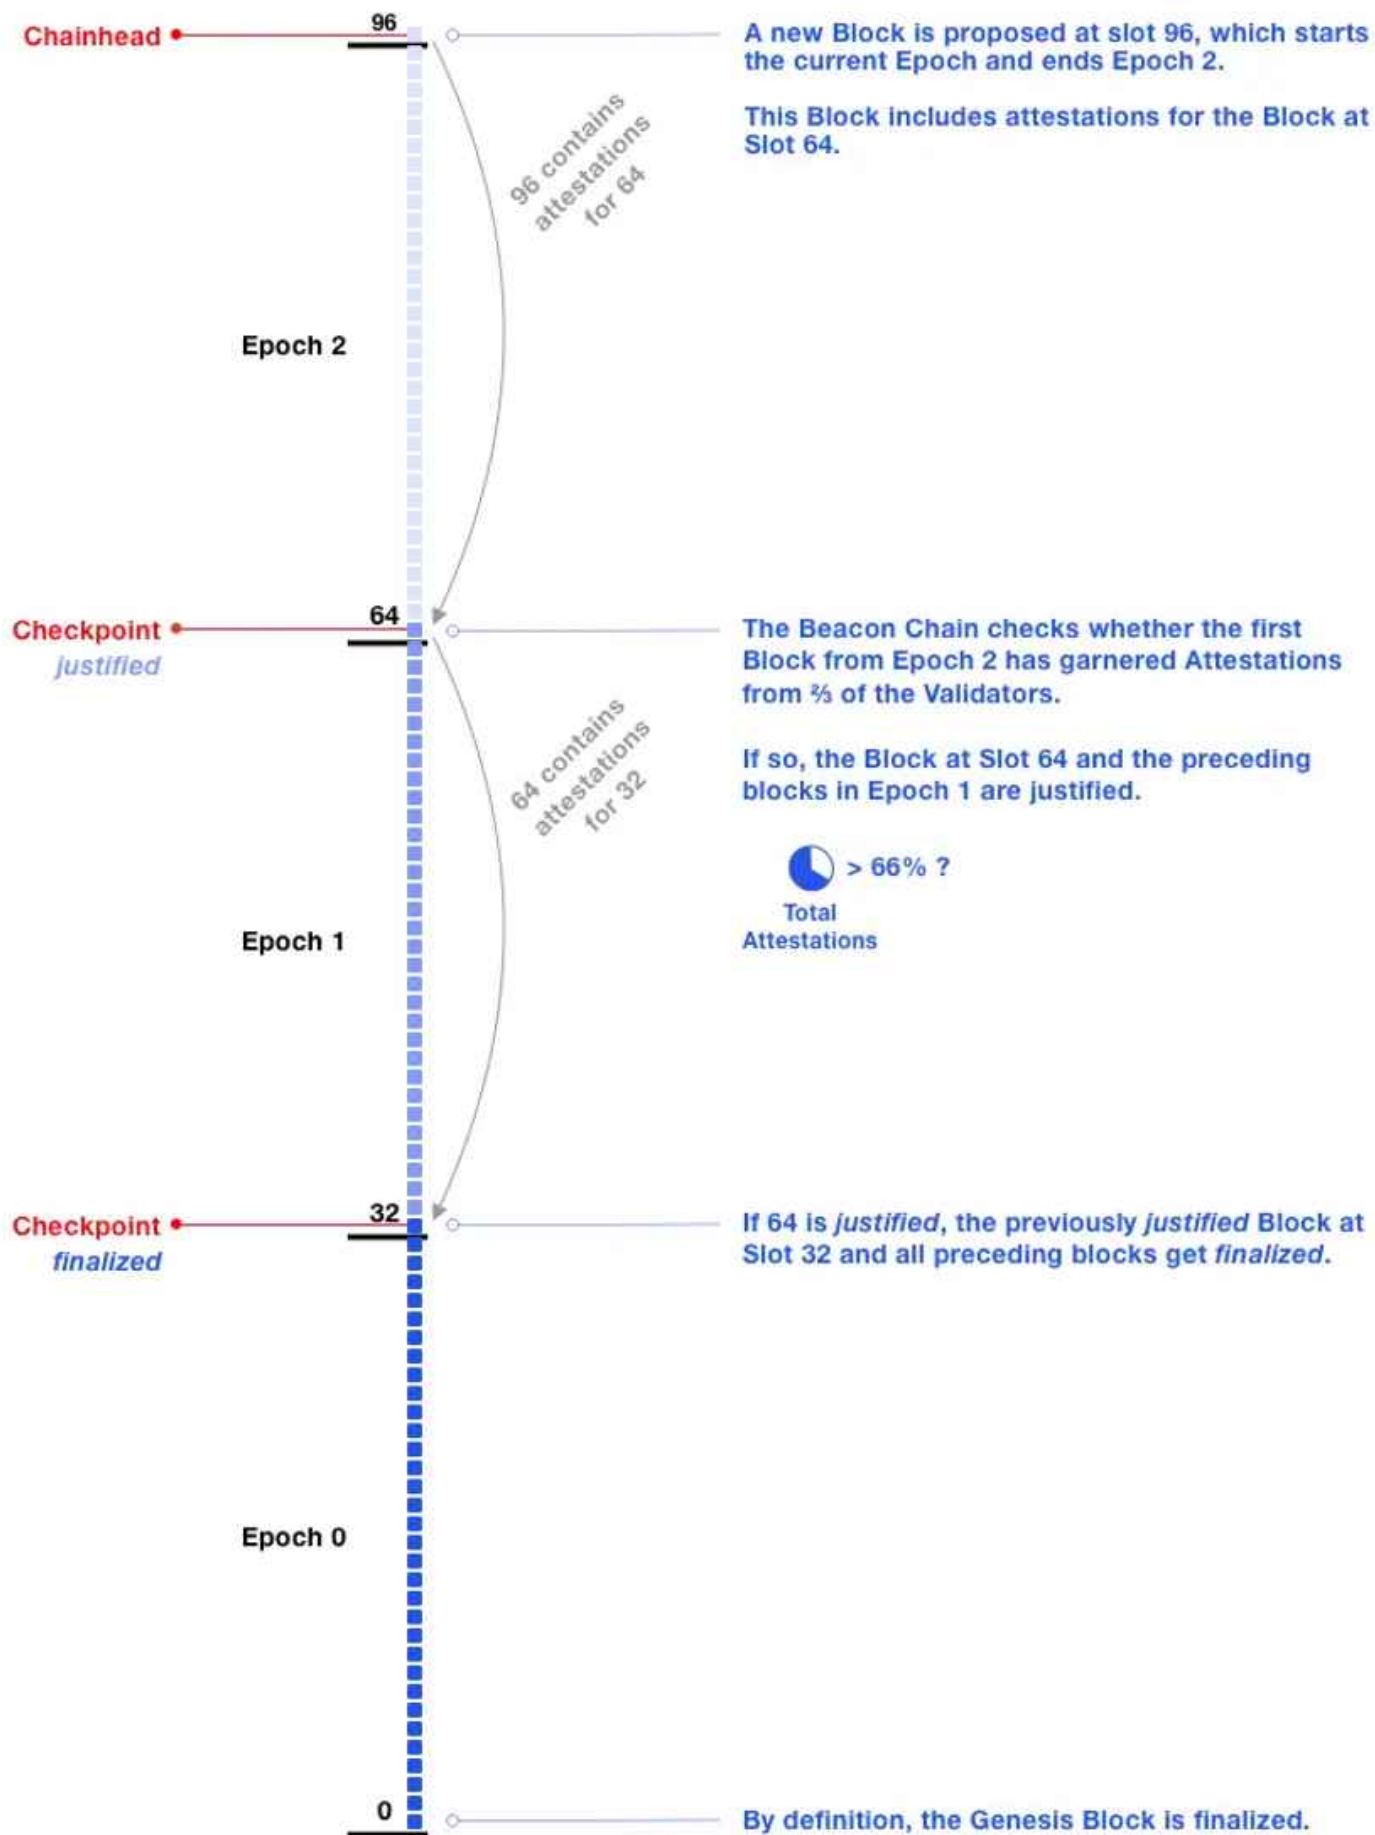 96
Chainhead
A new Block is proposed at slot 96, which starts
the current Epoch and ends Epoch 2.
This Block includes attestations for the Block at
Slot 64.
96 contains
attestations
for 64
Epoch 2
64
Checkpoint
justified
The Beacon Chain checks whether the first
Block from Epoch 2 has garnered Attestations
from ⅔ of the Validators.
If so, the Block at Slot 64 and the preceding
blocks in Epoch 1 are justified.
64 contains
attestations
for 32
> 66% ?
Total
Attestations
Epoch 1
32
Checkpoint
finalized
If 64 is justified, the previously justified Block at
Slot 32 and all preceding blocks get finalized.
Epoch 0
0
By definition, the Genesis Block is finalized.